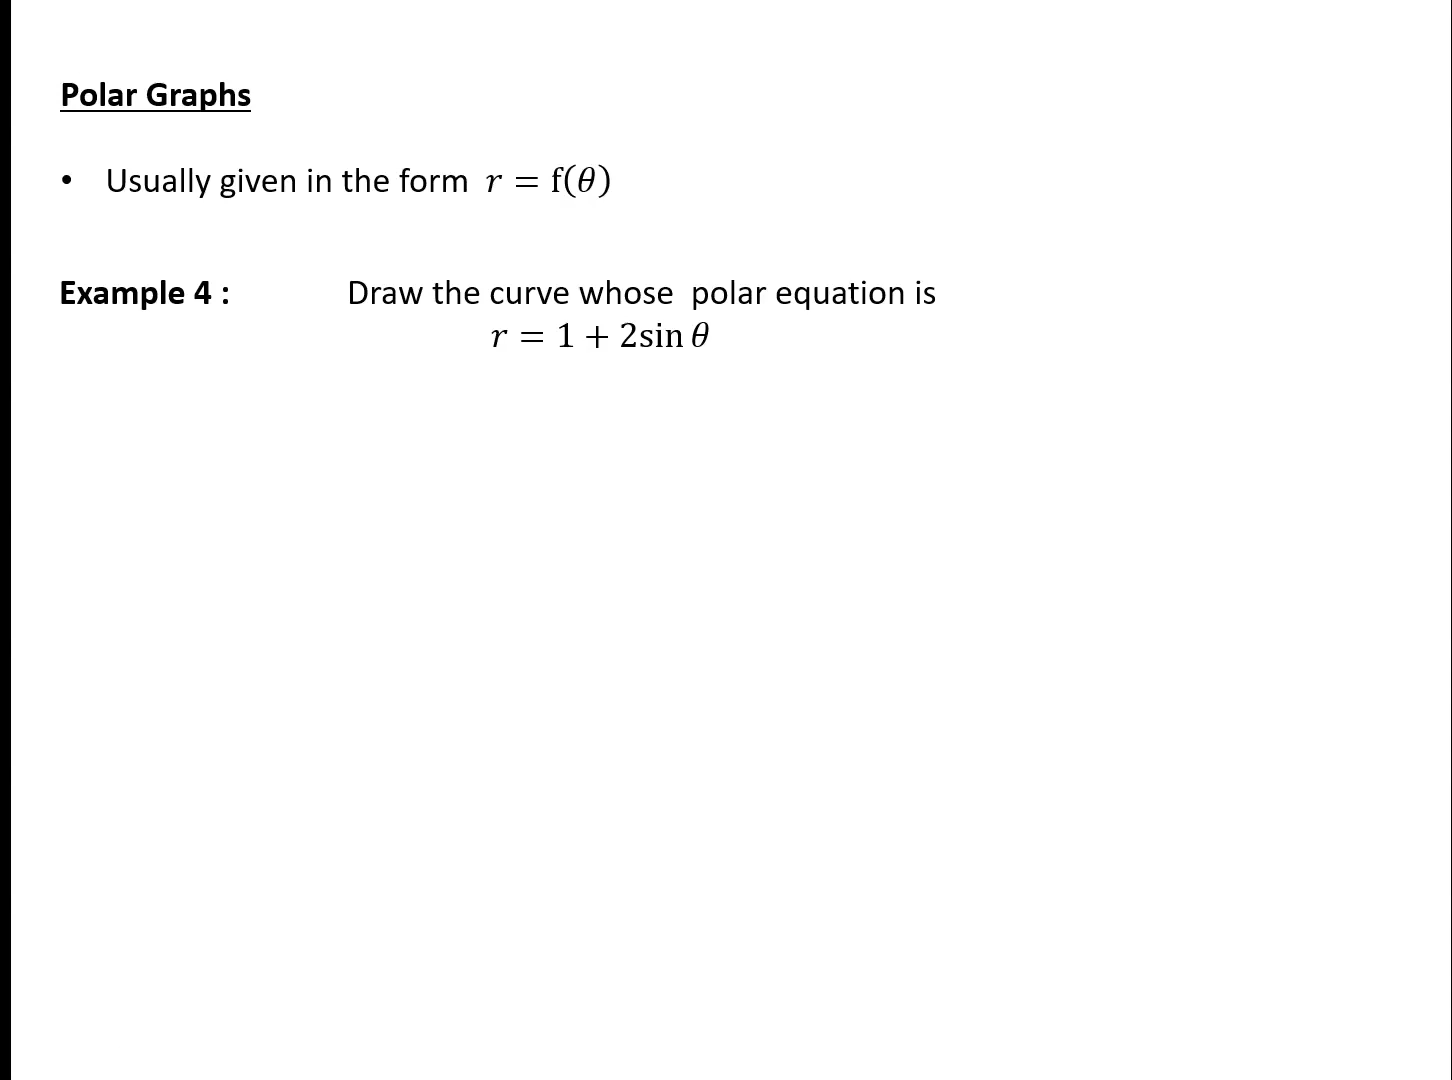 Polar Graphs
• Usually given in the form r = f(θ)
Example 4 : Draw the curve whose polar equation is
r = 1 + 2sin θ